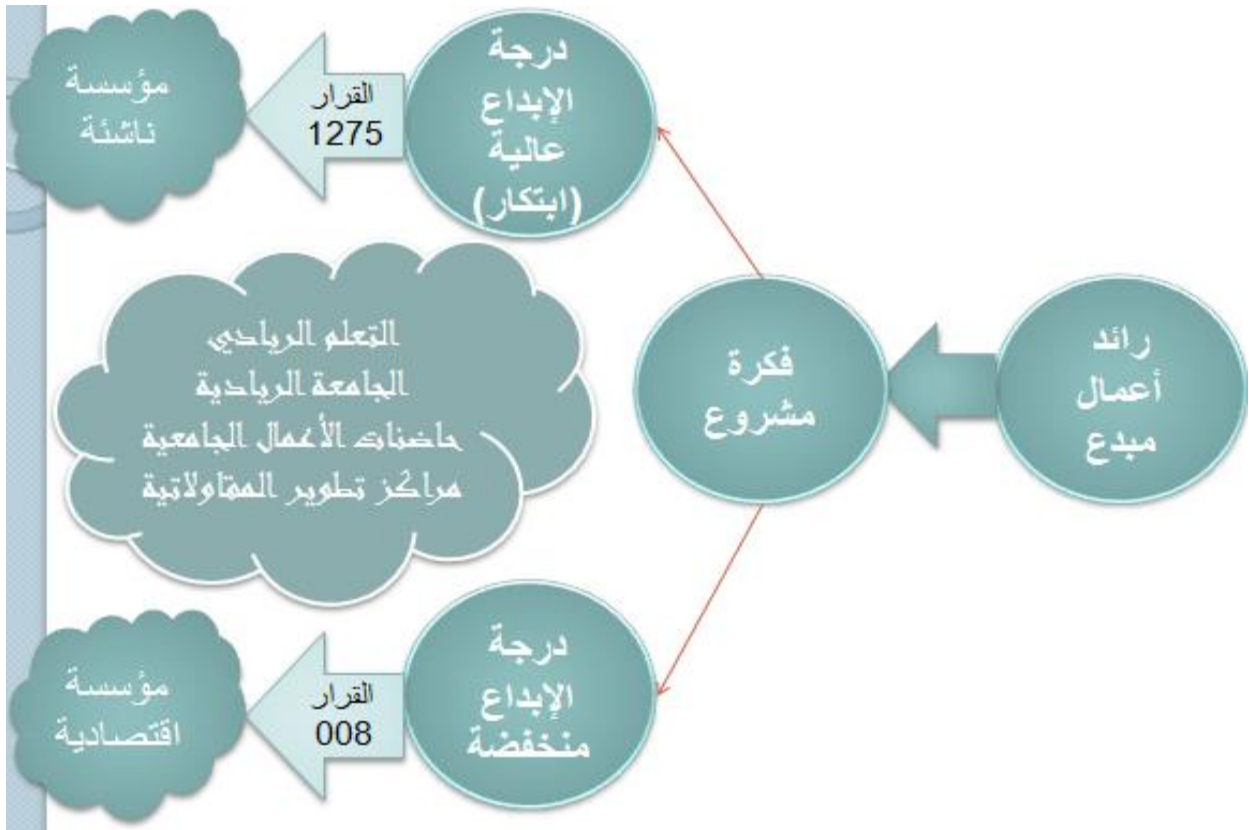 رائد
أعمال
مبدع
فكرة
مشروع
درجة
الإبداع
عالية
(ابتكار)
القرار
1275
مؤسسة
ناشئة
التعلم الريادي
الجامعة الريادية
حاضنات الأعمال الجامعية
مراكز تطوير المقاولاتية
درجة
الإبداع
منخفضة
القرار
008
مؤسسة
اقتصادية